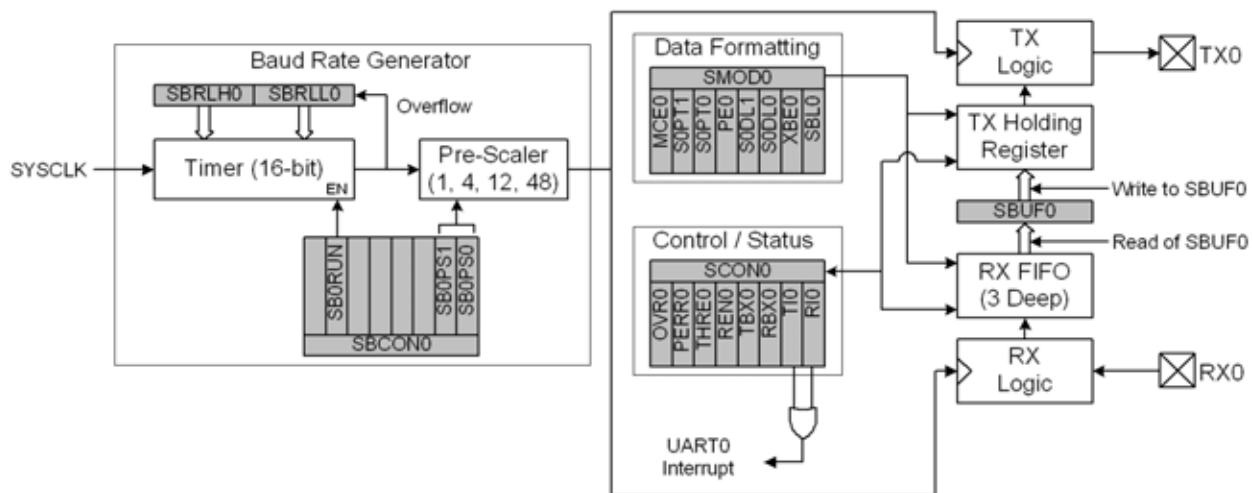 Baud Rate Generator
SBRLH0 SBRLL0
Overflow
SYSCLK
Timer (16-bit)
EN
Pre-Scaler
(1, 4, 12, 48)
SB0RUN
SB0PS1
SB0PS0
SBCON0
Data Formatting
SMOD0
MCE0
S0PT1
S0PT0
PE0
S0DL1
S0DL0
XBE0
SBL0
Control / Status
SCON0
OVR0
PERR0
THRE0
REN0
TBX0
RBX0
TI0
RI0
UART0
Interrupt
TX
Logic
TX0
TX Holding
Register
Write to SBUF0
SBUF0
Read of SBUF0
RX FIFO
(3 Deep)
RX
Logic
RX0